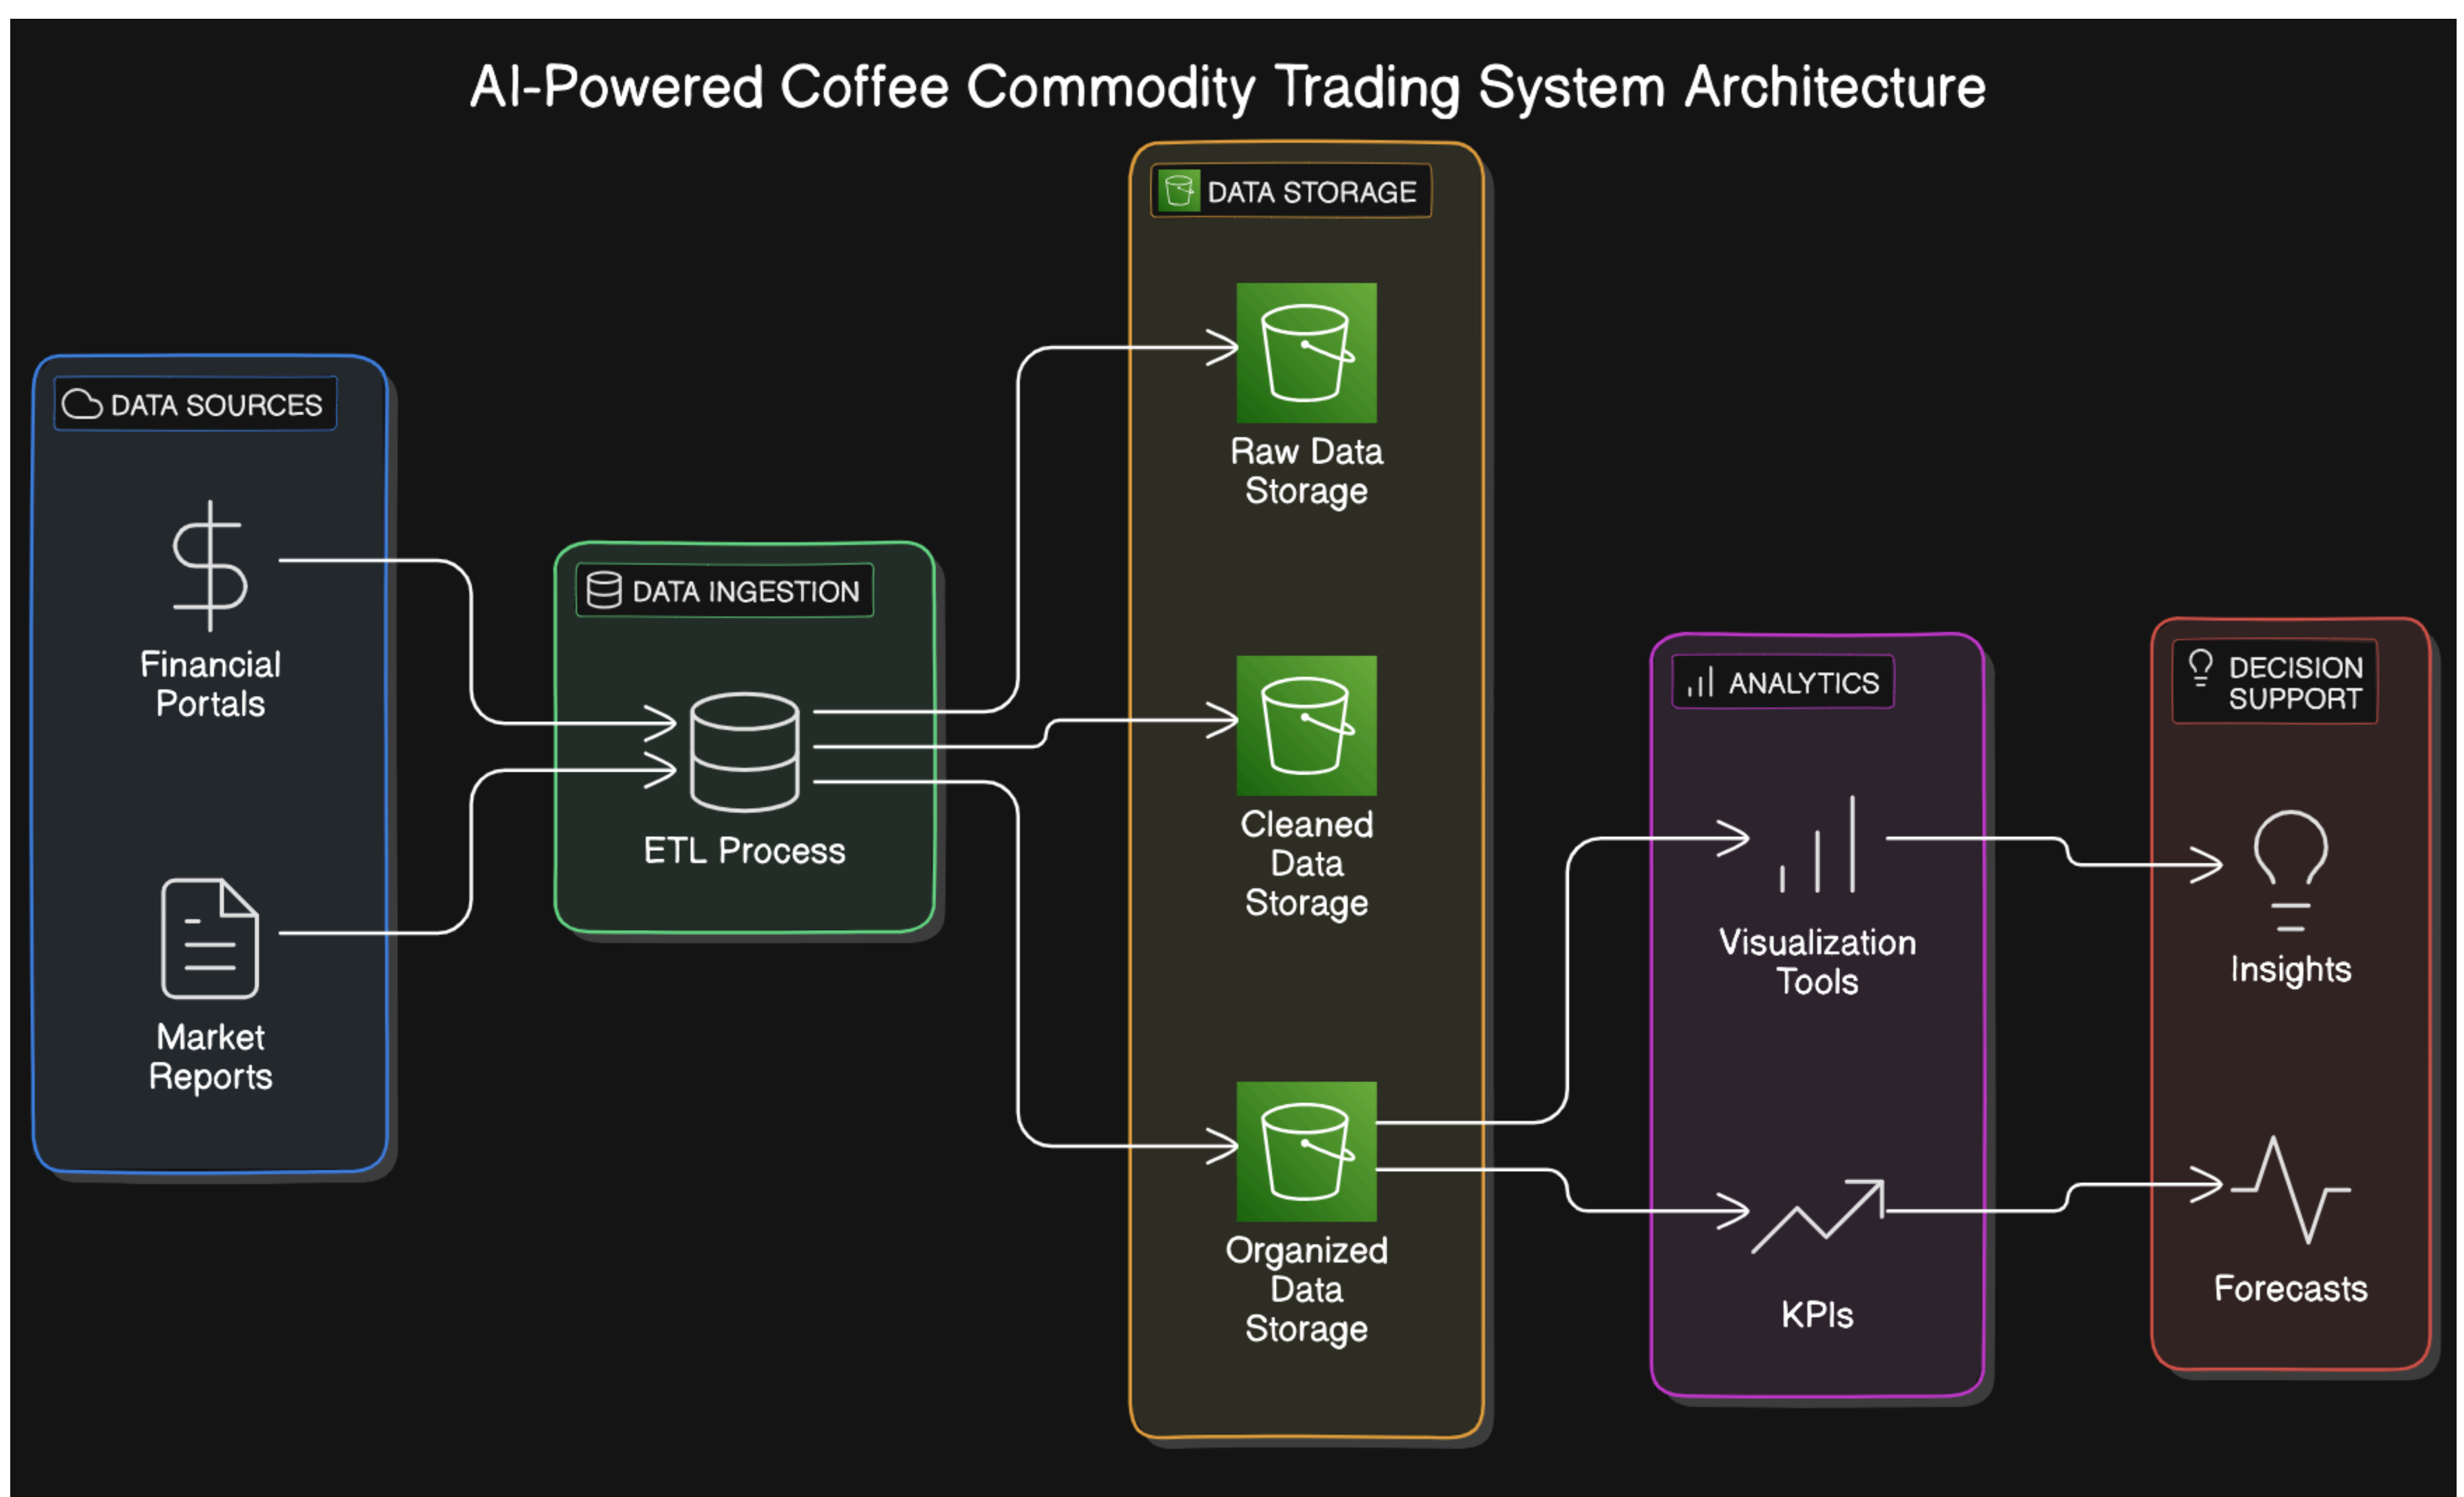 AI-Powered Coffee Commodity Trading System Architecture
DATA SOURCES
Financial
Portals
Market
Reports
DATA INGESTION
ETL Process
DATA STORAGE
Raw Data
Storage
Cleaned
Data
Storage
Organized
Data
Storage
ANALYTICS
Visualization
Tools
KPIs
DECISION
SUPPORT
Insights
Forecasts